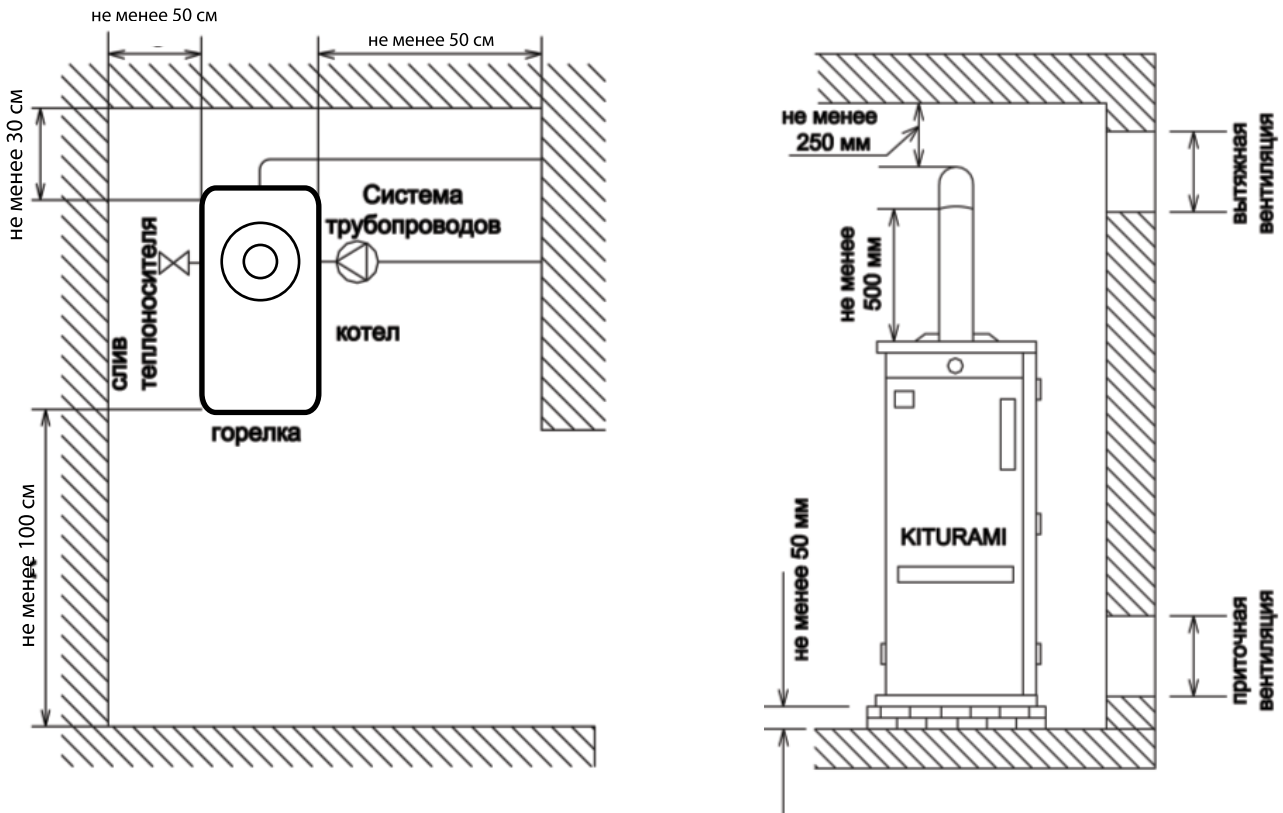 не менее 50 см
не менее 50 см
не менее 30 см
Система
трубопроводов
слив
теплоносителя
котел
горелка
не менее 100 см
не менее
250 мм
вытяжная
вентиляция
не менее
500 мм
KITURAMI
не менее 50 мм
приточная
вентиляция